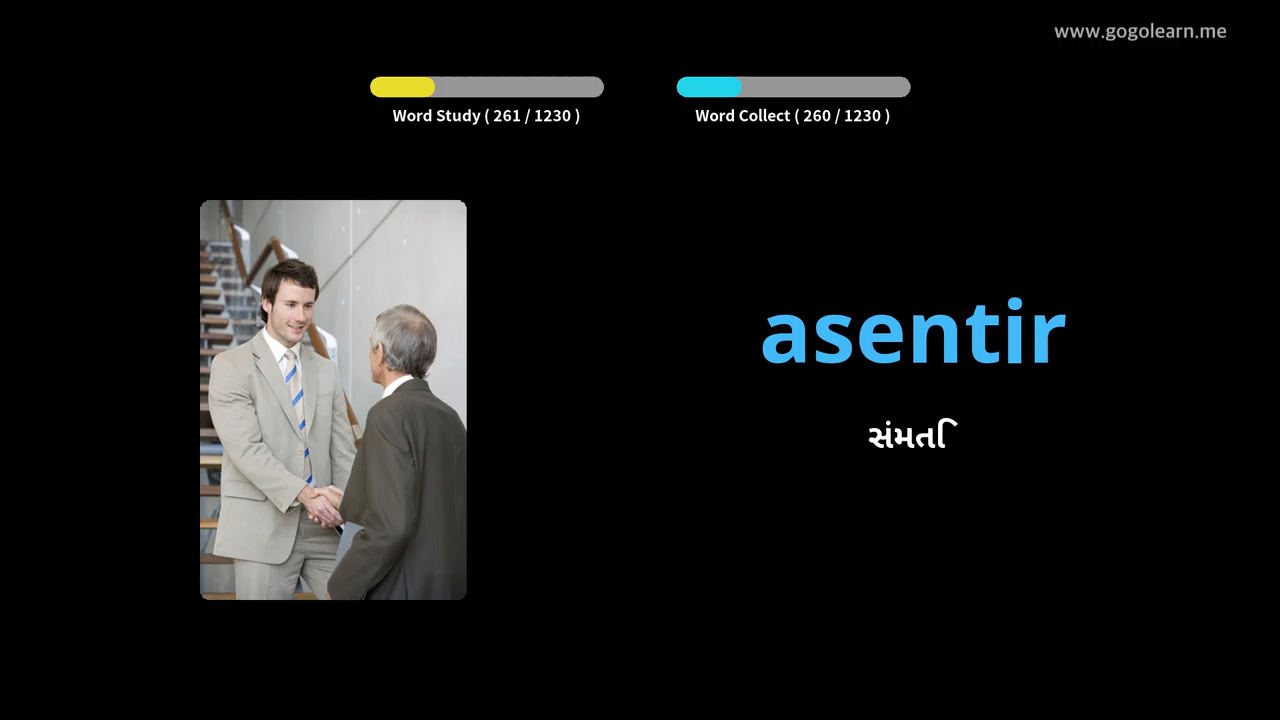 www.gogolearn.me
Word Study ( 261 / 1230 )
Word Collect ( 260 / 1230 )
asentir
સંમતિ